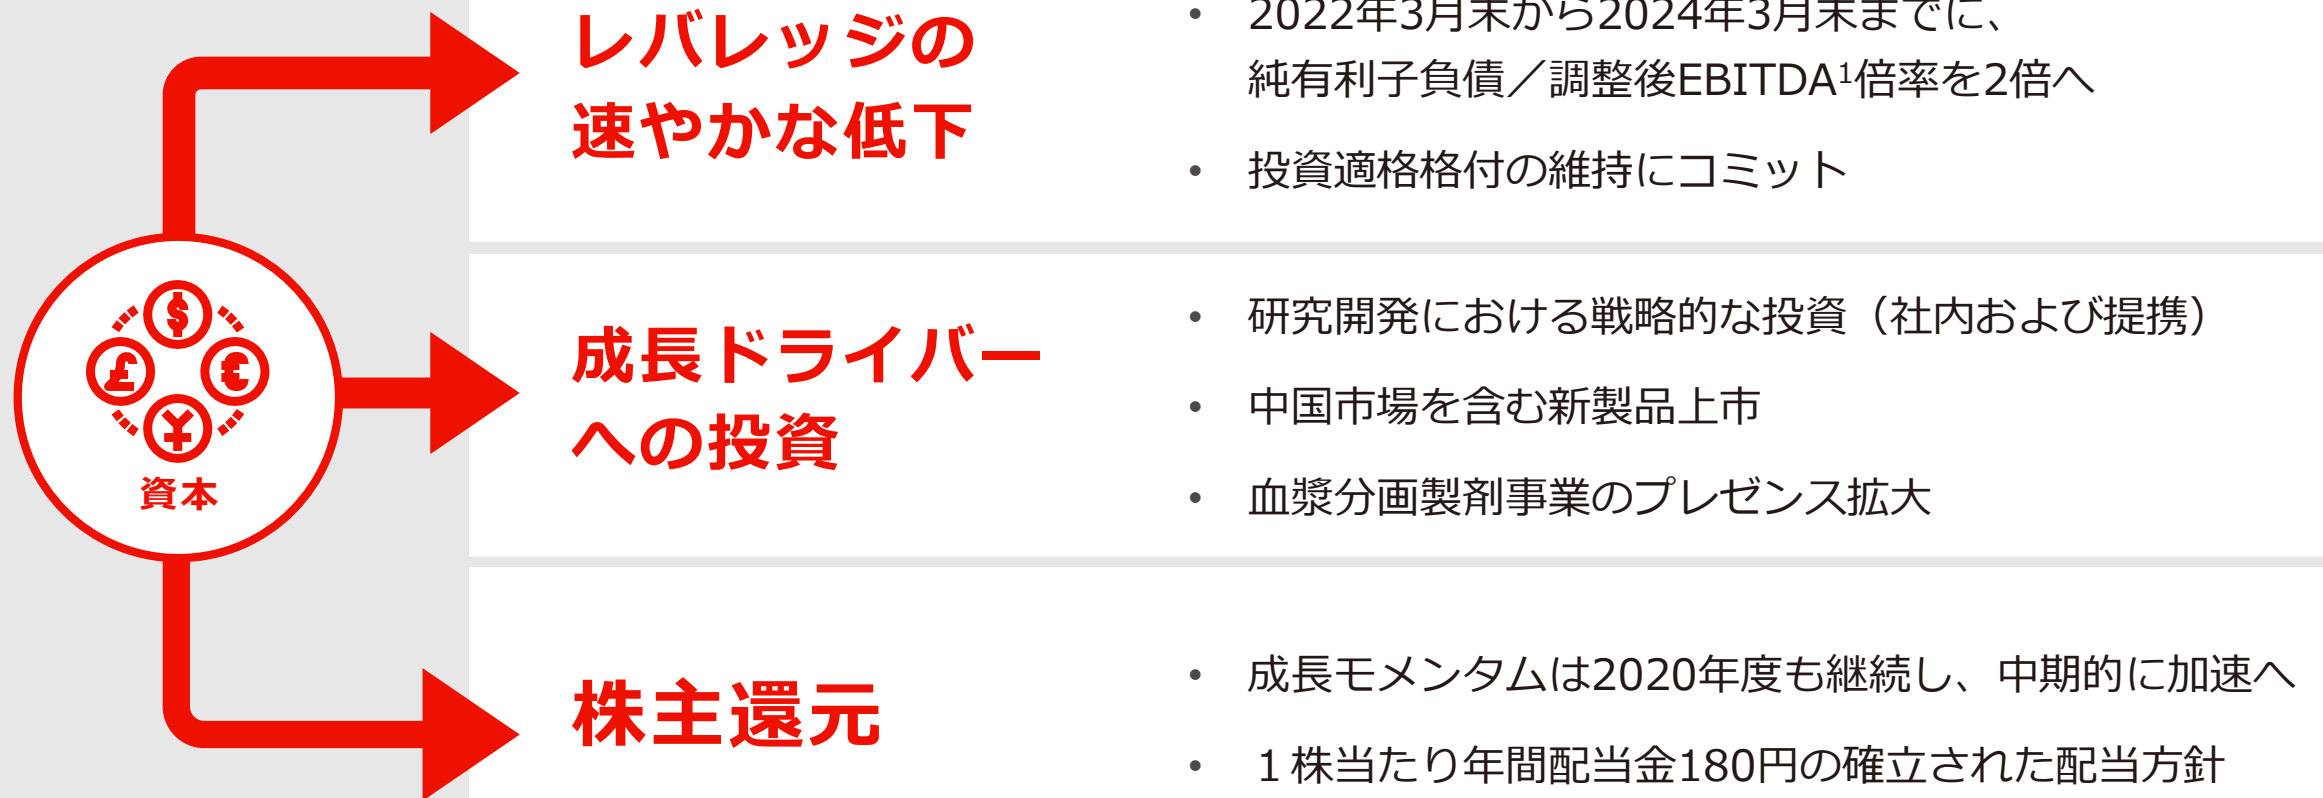 レバレッジの
速やかな低下
• 2022年3月末から2024年3月末までに、
純有利子負債／調整後EBITDA¹倍率を2倍へ
• 投資適格格付の維持にコミット
$
£
€
¥
資本
成長ドライバー
への投資
• 研究開発における戦略的な投資（社内および提携）
• 中国市場を含む新製品上市
• 血漿分画製剤事業のプレゼンス拡大
株主還元
• 成長モメンタムは2020年度も継続し、中期的に加速へ
• １株当たり年間配当金180円の確立された配当方針